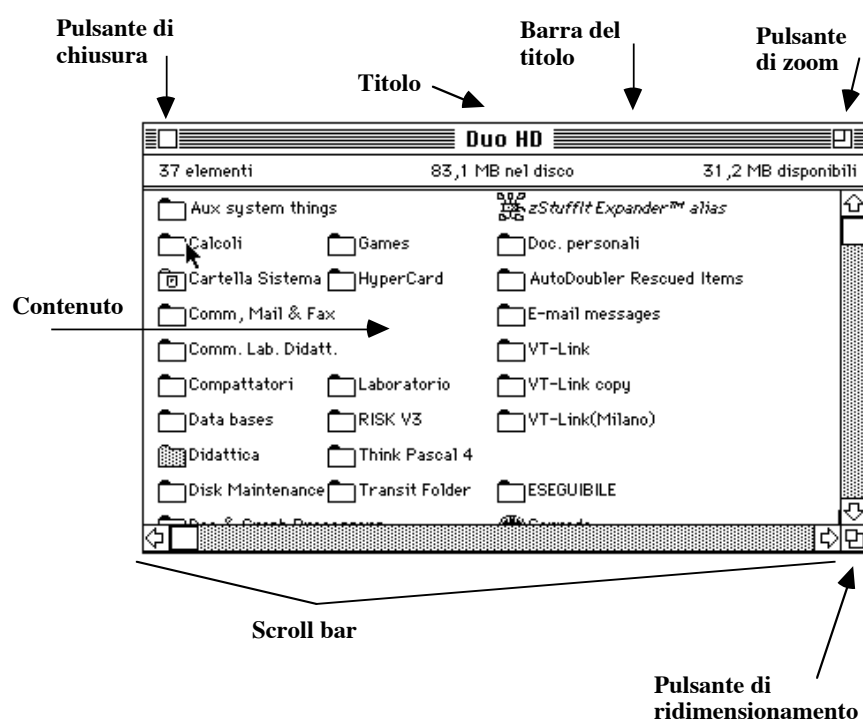 Pulsante di
chiusura
Barra del
titolo
Pulsante
di zoom
Titolo
Duo HD
37 elementi 83,1 MB nel disco 31,2 MB disponibili
Aux system things zStuffIt Expander™ alias
Calcoli Games Doc. personali
Cartella Sistema HyperCard AutoDoubler Rescued Items
Contenuto
Comm, Mail & Fax E-mail messages
Comm. Lab. Didatt. VT-Link
Compattatori Laboratorio VT-Link copy
Data bases RISK V3 VT-Link(Milano)
Didattica Think Pascal 4
Disk Maintenance Transit Folder ESEGUIBILE
Scroll bar
Pulsante di
ridimensionamento